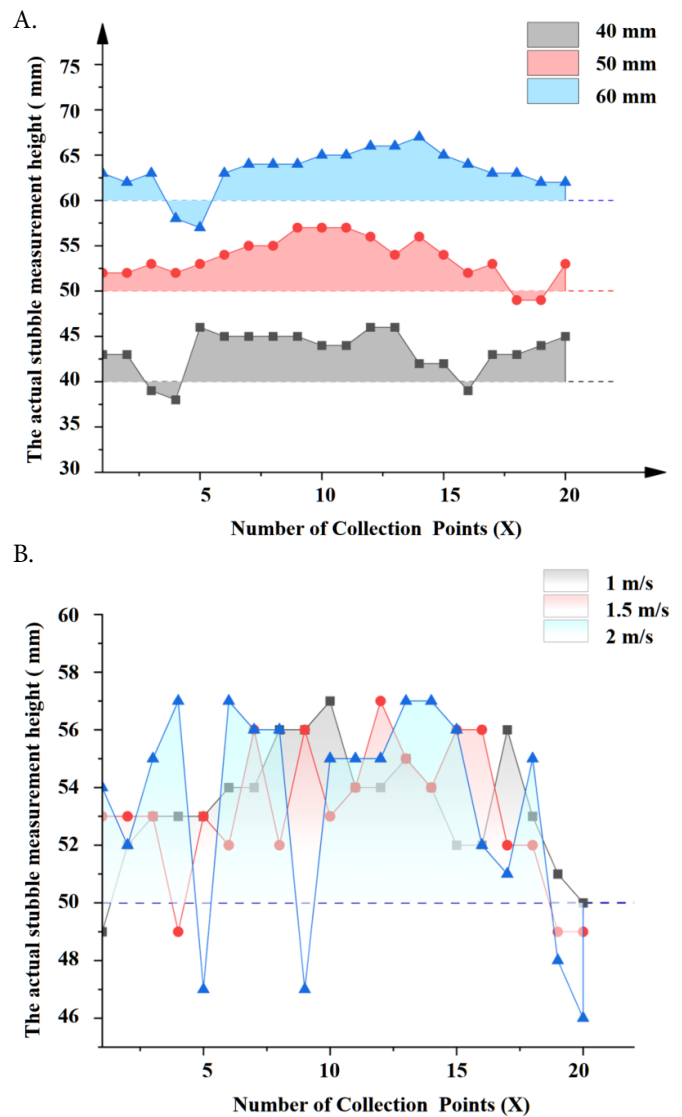 A.
40 mm
50 mm
60 mm
75
70
65
60
55
50
45
40
35
30
The actual stubble measurement height ( mm)
5
10
15
20
Number of Collection Points (X)
B.
1 m/s
1.5 m/s
2 m/s
60
58
56
54
52
50
48
46
The actual stubble measurement height ( mm)
5
10
15
20
Number of Collection Points (X)